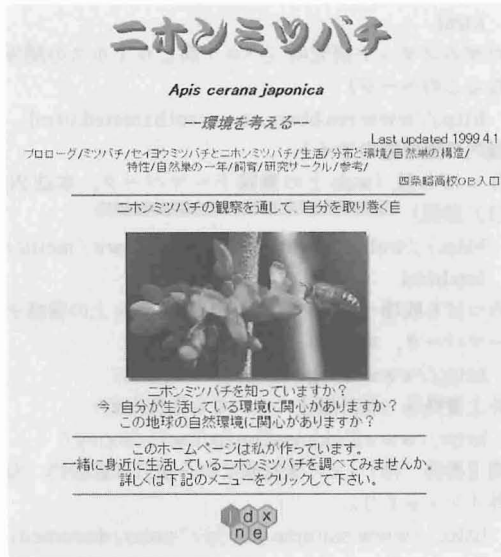 ニホンミツバチ
Apis cerana japonica
---環境を考える---
Last updated 1999 4.1
プロローグ/ミツバチ/セイヨウミツバチとニホンミツバチ/生活/分布と環境/自然巣の構造/
特性/自然巣の一年/飼育/研究サークル/参考/
四条畷高校OB入口
ニホンミツバチの観察を通して、自分を取り巻く自
ニホンミツバチを知っていますか?
今、自分が生活している環境に関心がありますか?
この地球の自然環境に関心がありますか?
このホームページは私が作っています。
一緒に身近に生活しているニホンミツバチを調べてみませんか。
詳しくは下記のメニューをクリックして下さい。